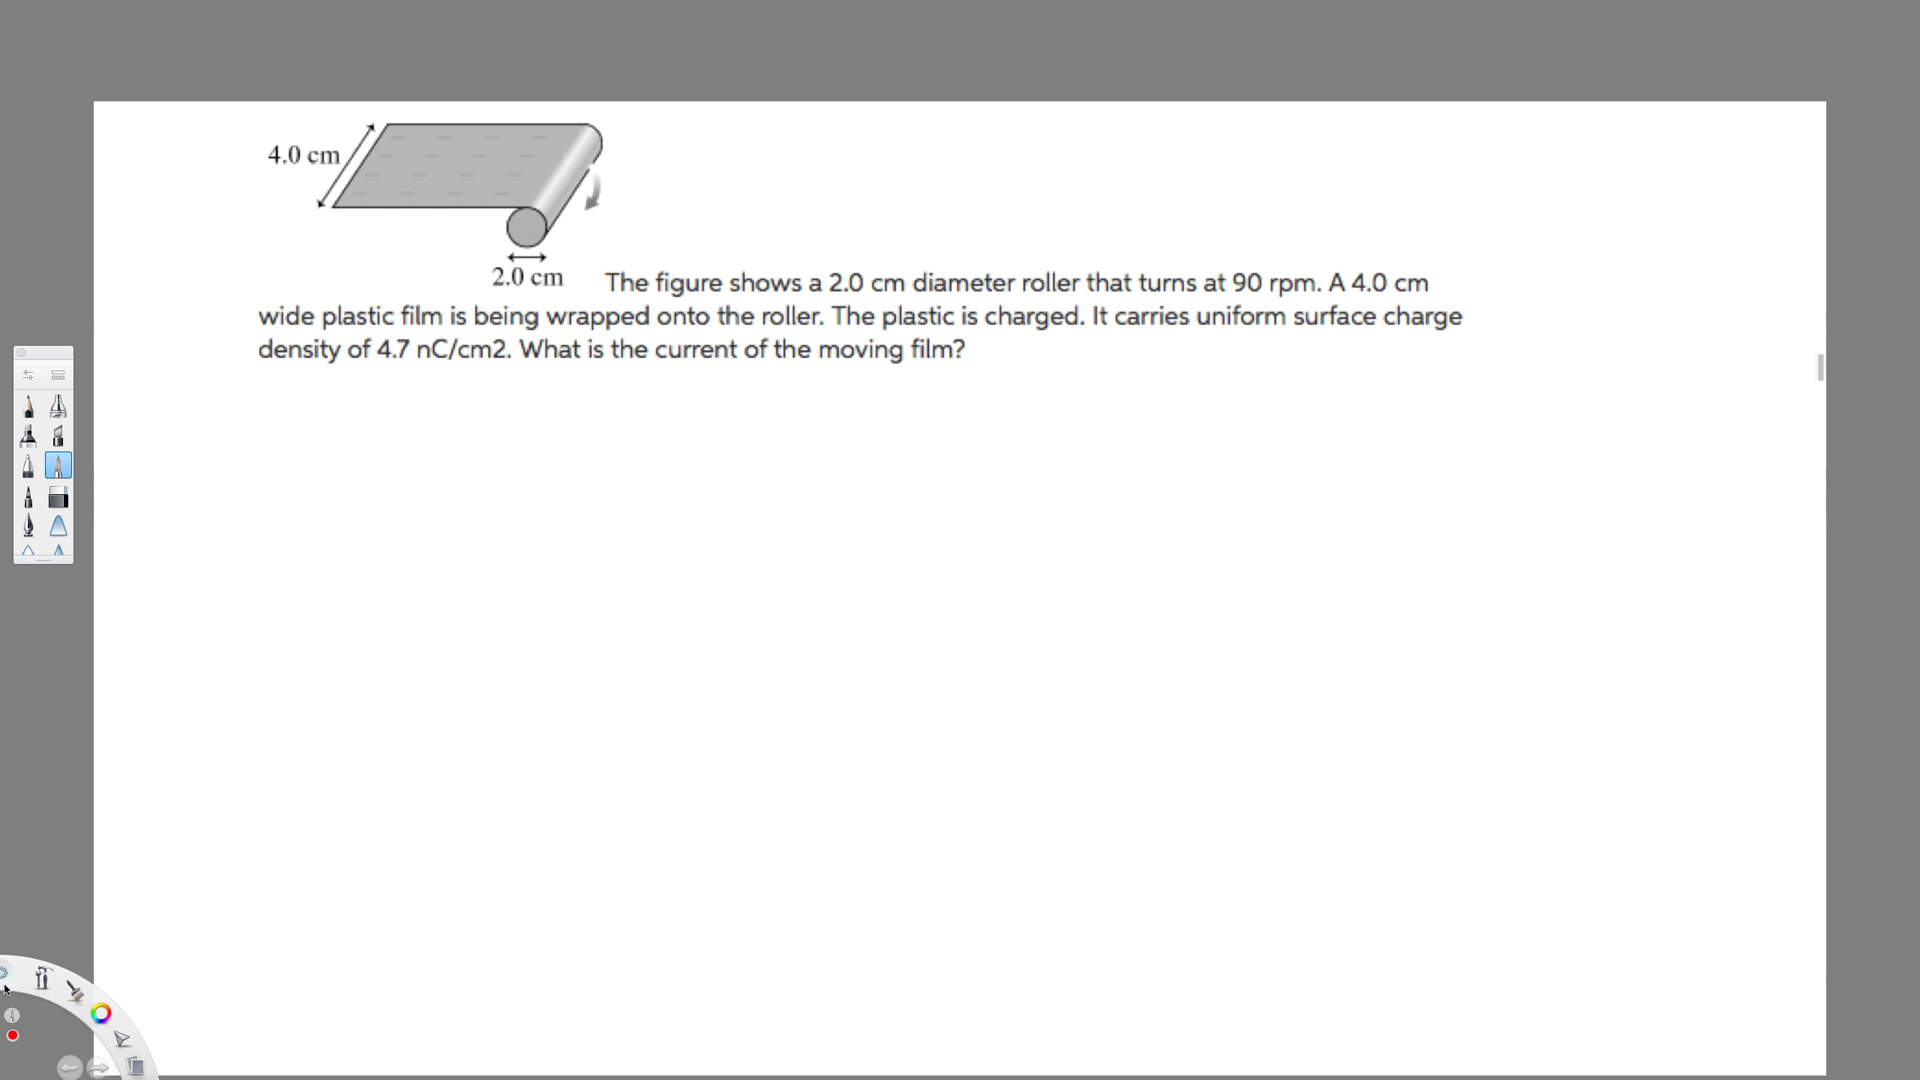 4.0 cm
2.0 cm
The figure shows a 2.0 cm diameter roller that turns at 90 rpm. A 4.0 cm
wide plastic film is being wrapped onto the roller. The plastic is charged. It carries uniform surface charge
density of 4.7 nC/cm2. What is the current of the moving film?